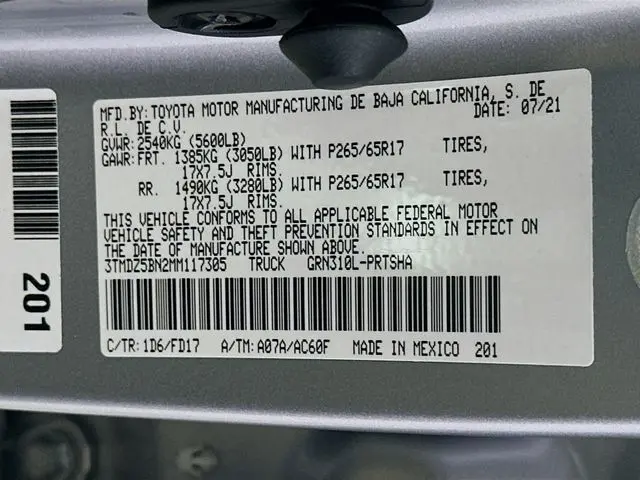 MFD.BY:TOYOTA MOTOR MANUFACTURING DE BAJA CALIFORNIA, S. DE
R.L. DE C.V. DATE: 07/21
GVWR: 2540KG (5600LB)
GAWR:FRT. 1385KG (3050LB) WITH P265/65R17 TIRES,
17X7.5J RIMS.
RR. 1490KG (3280LB) WITH P265/65R17 TIRES,
17X7.5J RIMS.
THIS VEHICLE CONFORMS TO ALL APPLICABLE FEDERAL MOTOR
VEHICLE SAFETY AND THEFT PREVENTION STANDARDS IN EFFECT ON
THE DATE OF MANUFACTURE SHOWN ABOVE.
3TMDZ5BN2MM117305 TRUCK GRN310L-PRTSHA
C/TR:1D6/FD17 A/TM:A07A/AC60F MADE IN MEXICO 201
201